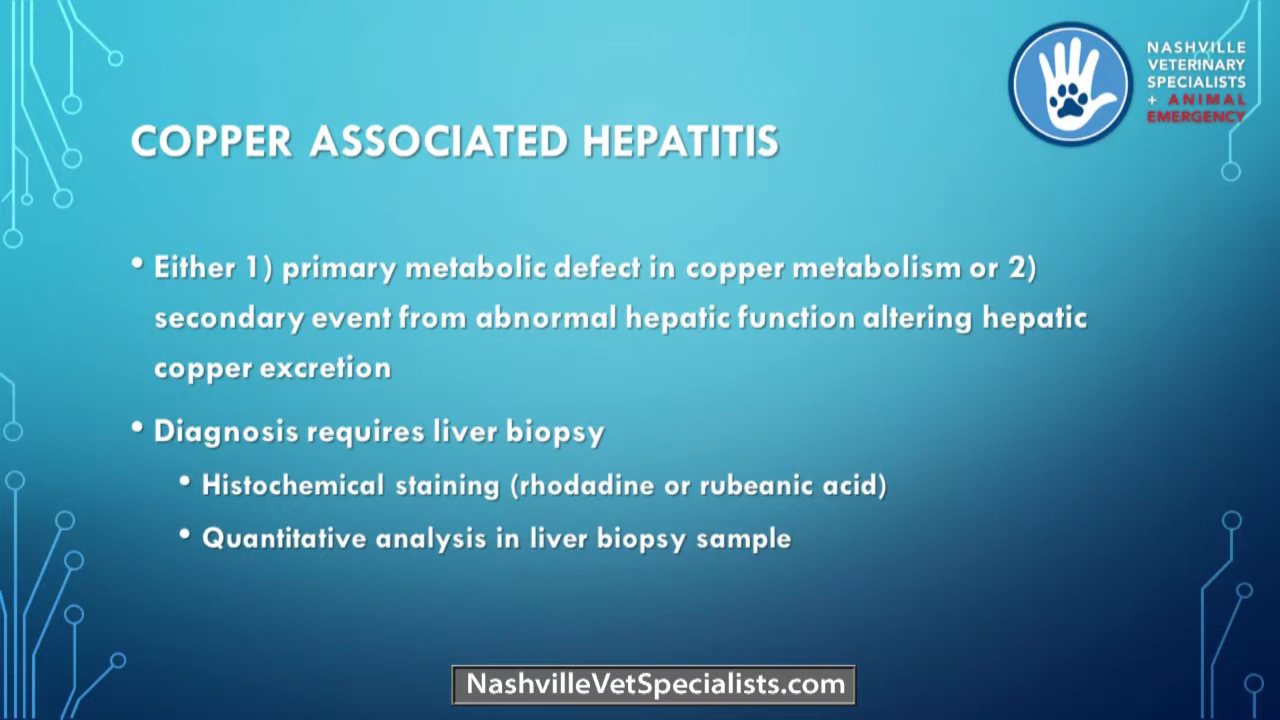 NASHVILLE
VETERINARY
SPECIALISTS
+ ANIMAL
EMERGENCY
COPPER ASSOCIATED HEPATITIS
• Either 1) primary metabolic defect in copper metabolism or 2)
secondary event from abnormal hepatic function altering hepatic
copper excretion
• Diagnosis requires liver biopsy
• Histochemical staining (rhodadine or rubeanic acid)
• Quantitative analysis in liver biopsy sample
NashvilleVetSpecialists.com